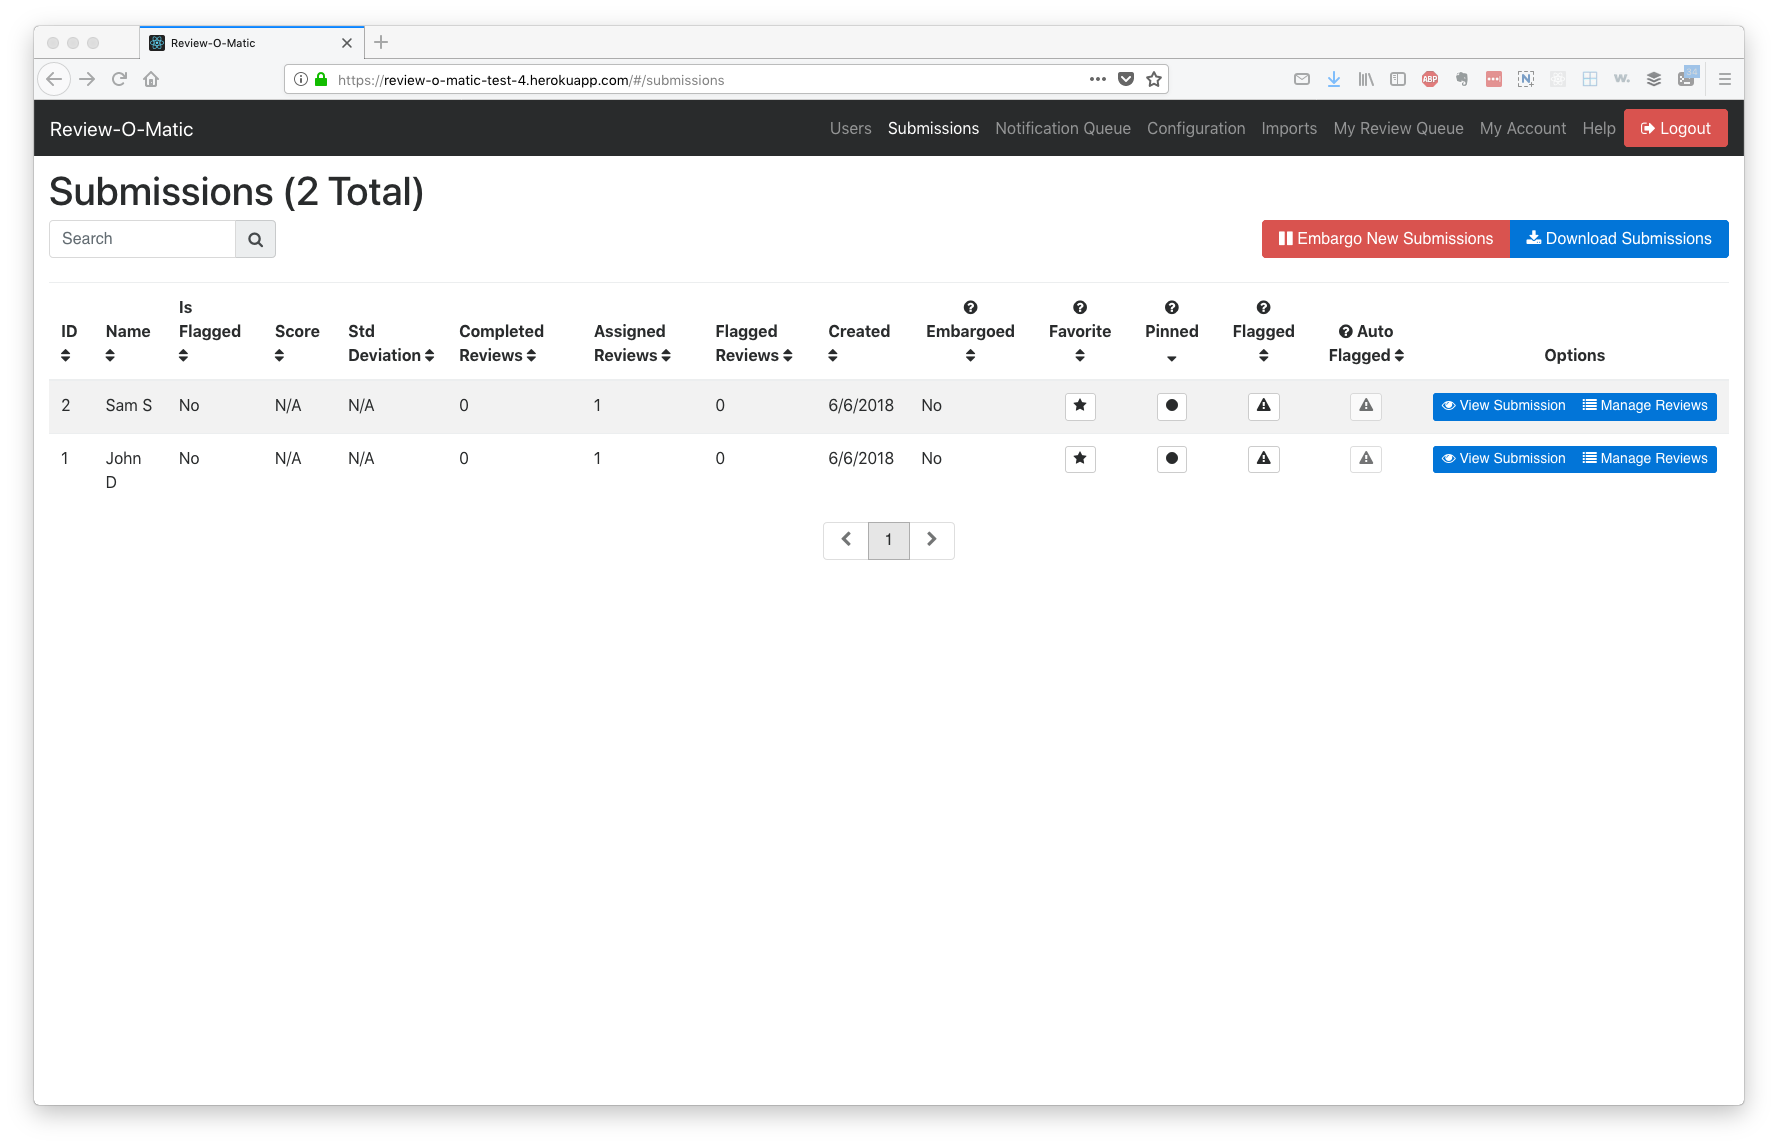 Review-O-Matic
https://review-o-matic-test-4.herokuapp.com/#/submissions
ABP
N
w.
Review-O-Matic
Users Submissions Notification Queue Configuration Imports My Review Queue My Account Help Logout
Submissions (2 Total)
Search
Embargo New Submissions Download Submissions
ID Name Is Flagged Score Std Deviation Completed Reviews Assigned Reviews Flagged Reviews Created Embargoed Favorite Pinned Flagged Auto Flagged Options
2 Sam S No N/A N/A 0 1 0 6/6/2018 No View Submission Manage Reviews
1 John D No N/A N/A 0 1 0 6/6/2018 No View Submission Manage Reviews
1